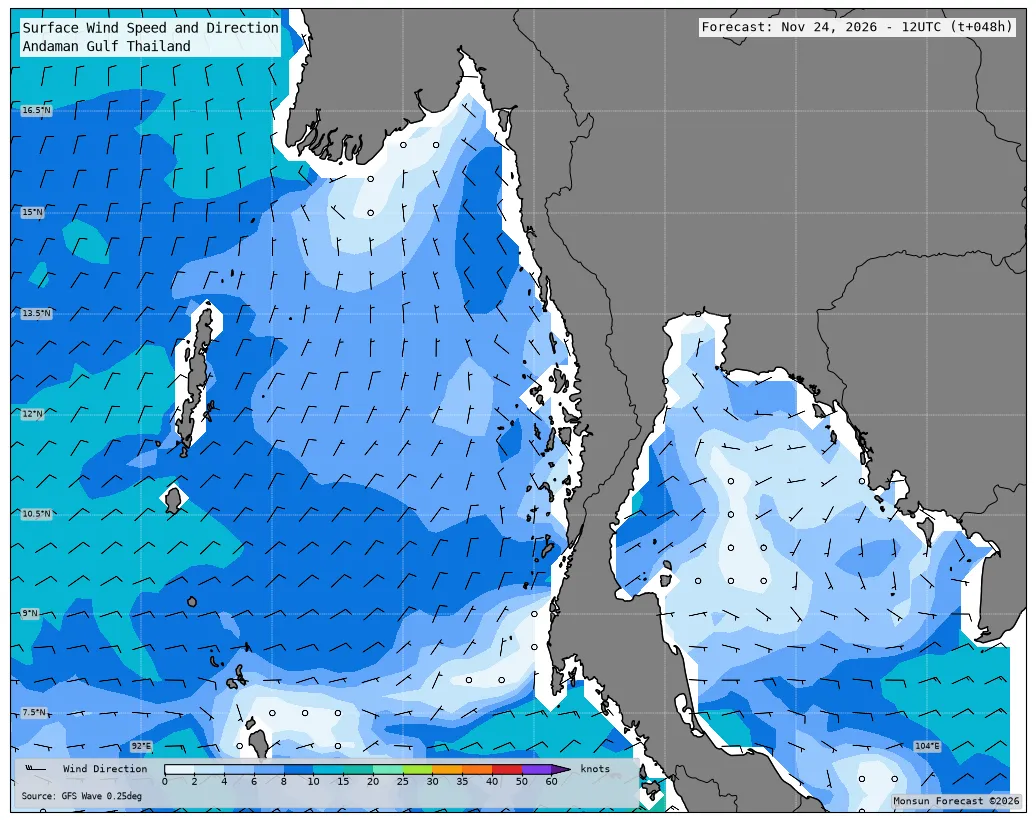 Surface Wind Speed and Direction
Andaman Gulf Thailand
Forecast: Nov 24, 2026 - 12UTC (t+048h)
16.5°N
15°N
13.5°N
12°N
10.5°N
9°N
7.5°N
92°E
104°E
Wind Direction
0 2 4 6 8 10 15 20 25 30 35 40 50 60
knots
Source: GFS Wave 0.25deg
Monsun Forecast ©2026